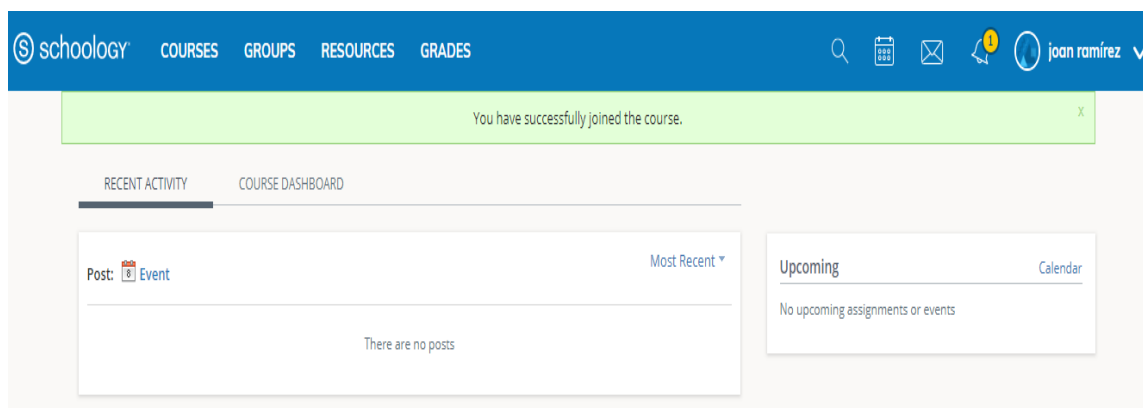 schoology COURSES GROUPS RESOURCES GRADES 1 joan ramírez
You have successfully joined the course. x
RECENT ACTIVITY COURSE DASHBOARD
Post: 8 Event Most Recent
There are no posts
Upcoming Calendar
No upcoming assignments or events